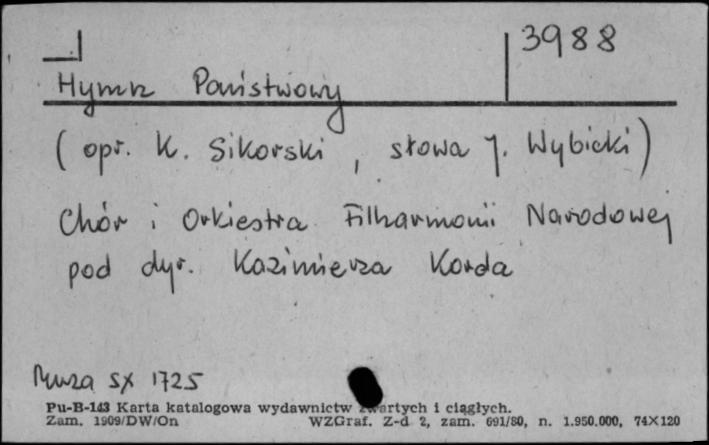 3988
Hymn Państwowy
( opr. K. Sikorski , słowa J. Wybicki )
Chór i Orkiestra Filharmonii Narodowej
pod dyr. Kazimierza Korda
Muza SX 1725
Pu-B-143 Karta katalogowa wydawnictw zwartych i ciągłych.
Zam. 1909/DW/On WZGraf. Z-d 2, zam. 691/80, n. 1.950.000, 74X120